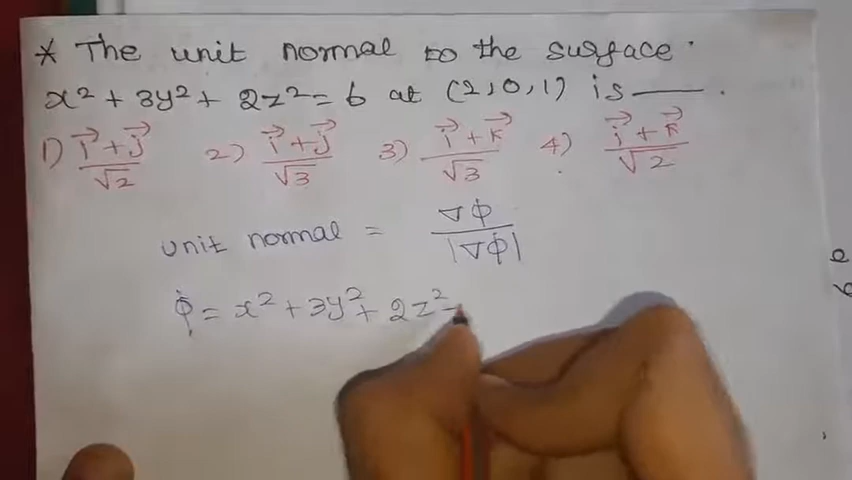 * The unit normal to the surface
x² + 3y² + 2z² = 6 at (2,0,1) is ____ .
1) (i⃗ + j⃗)/√2 2) (i⃗ + j⃗)/√3 3) (i⃗ + k⃗)/√3 4) (i⃗ + k⃗)/√2
unit normal = ∇ϕ/|∇ϕ|
ϕ = x² + 3y² + 2z² -